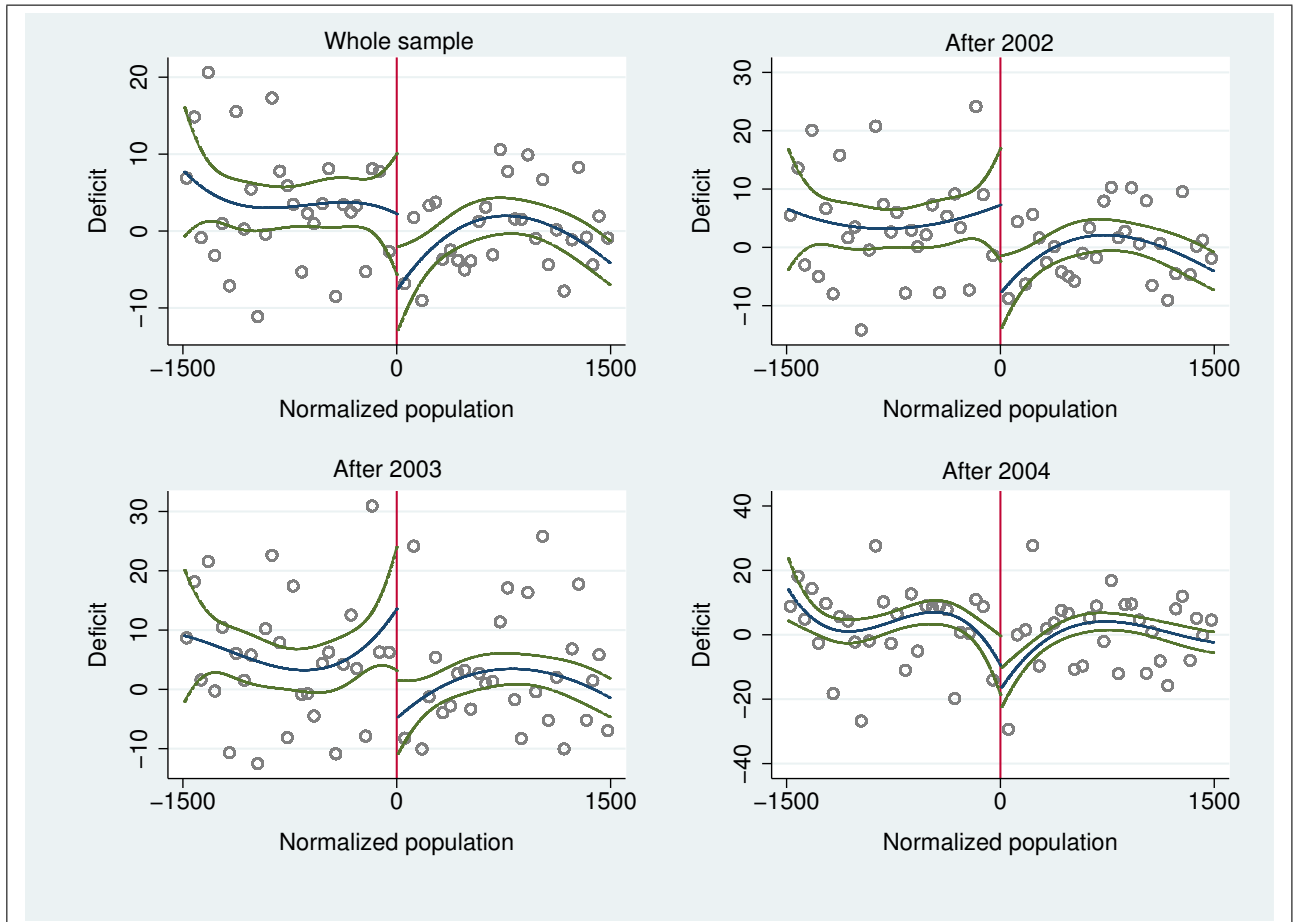 Whole sample
20
10
0
−10
Deficit
−1500 0 1500
Normalized population
After 2002
30
20
10
0
−10
Deficit
−1500 0 1500
Normalized population
After 2003
30
20
10
0
−10
Deficit
−1500 0 1500
Normalized population
After 2004
40
20
0
−20
−40
Deficit
−1500 0 1500
Normalized population